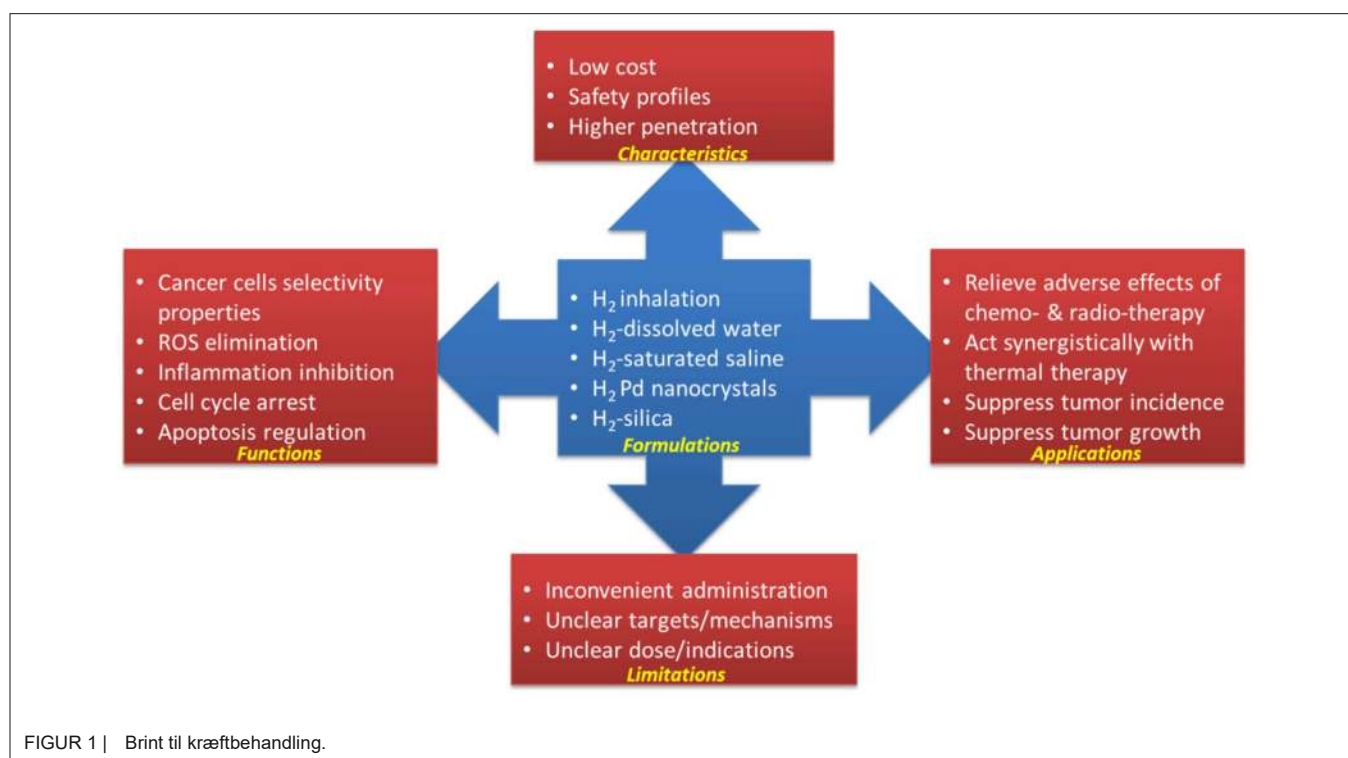 • Low cost
• Safety profiles
• Higher penetration
Characteristics
• Cancer cells selectivity
properties
• ROS elimination
• Inflammation inhibition
• Cell cycle arrest
• Apoptosis regulation
Functions
• H₂ inhalation
• H₂-dissolved water
• H₂-saturated saline
• H₂ Pd nanocrystals
• H₂-silica
Formulations
• Relieve adverse effects of
chemo- & radio-therapy
• Act synergistically with
thermal therapy
• Suppress tumor incidence
• Suppress tumor growth
Applications
• Inconvenient administration
• Unclear targets/mechanisms
• Unclear dose/indications
Limitations
FIGUR 1 | Brint til kræftbehandling.